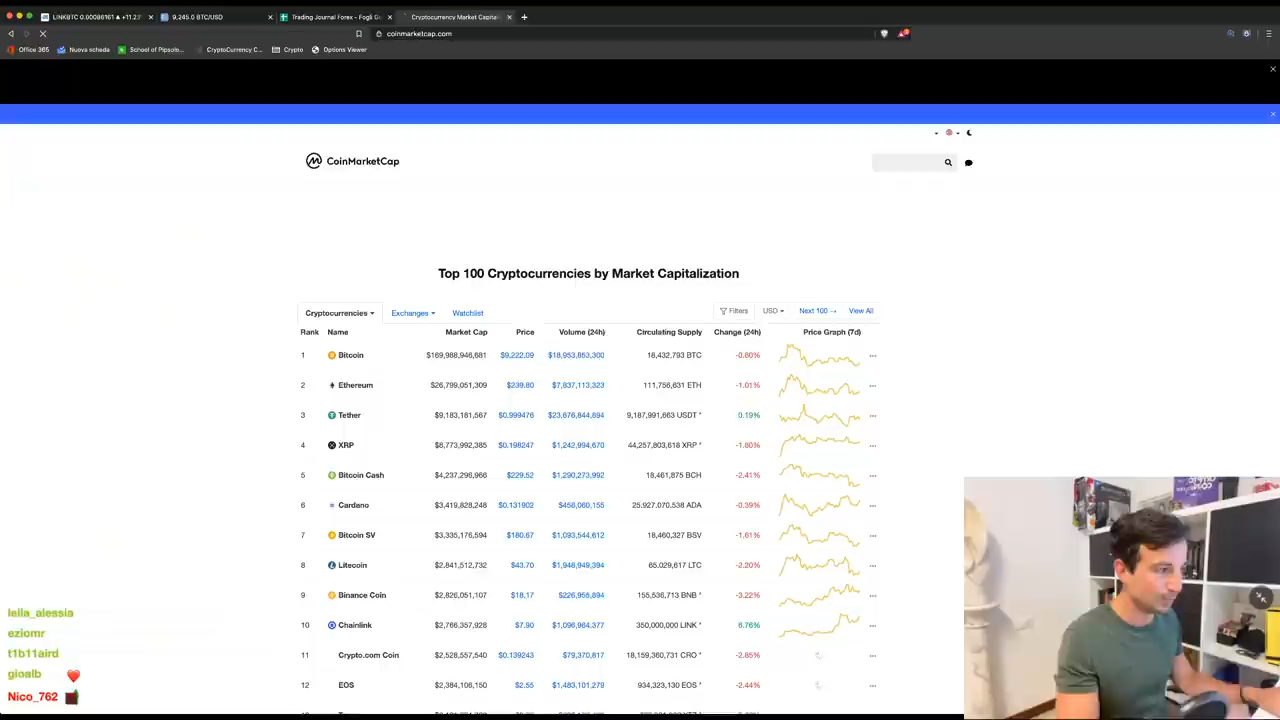 LINKBTC 0.00086161 ▲ +11.23
9,245.0 BTC/USD
Trading Journal Forex - Fogli G
Cryptocurrency Market Capital
coinmarketcap.com
Office 365
Nuova scheda
School of Pipsolo...
CryptoCurrency C...
Crypto
Options Viewer
CoinMarketCap
Top 100 Cryptocurrencies by Market Capitalization
Cryptocurrencies
Exchanges
Watchlist
Filters
USD
Next 100 →
View All
Rank Name Market Cap Price Volume (24h) Circulating Supply Change (24h) Price Graph (7d)
1 Bitcoin $169,988,946,681 $9,222.09 $18,953,853,300 18,432,793 BTC -0.60%
2 Ethereum $26,799,051,309 $239.80 $7,837,113,323 111,756,631 ETH -1.01%
3 Tether $9,183,181,567 $0.999476 $23,676,844,894 9,187,991,663 USDT * 0.19%
4 XRP $8,773,992,385 $0.198247 $1,242,994,670 44,257,803,618 XRP * -1.80%
5 Bitcoin Cash $4,237,296,966 $229.52 $1,290,273,992 18,461,875 BCH -2.41%
6 Cardano $3,419,828,248 $0.131902 $456,060,155 25,927,070,538 ADA -0.39%
7 Bitcoin SV $3,335,176,594 $180.67 $1,093,544,612 18,460,327 BSV -1.61%
8 Litecoin $2,841,512,732 $43.70 $1,946,949,394 65,029,617 LTC -2.20%
9 Binance Coin $2,826,051,107 $18.17 $226,955,894 155,536,713 BNB * -3.22%
10 Chainlink $2,766,357,928 $7.90 $1,096,964,377 350,000,000 LINK * 6.76%
11 Crypto.com Coin $2,528,557,540 $0.139243 $79,370,817 18,159,360,731 CRO * -2.85%
12 EOS $2,384,106,150 $2.55 $1,483,101,279 934,323,130 EOS * -2.44%
lella_alessia
eziomr
t1b11aird
gioalb
Nico_762